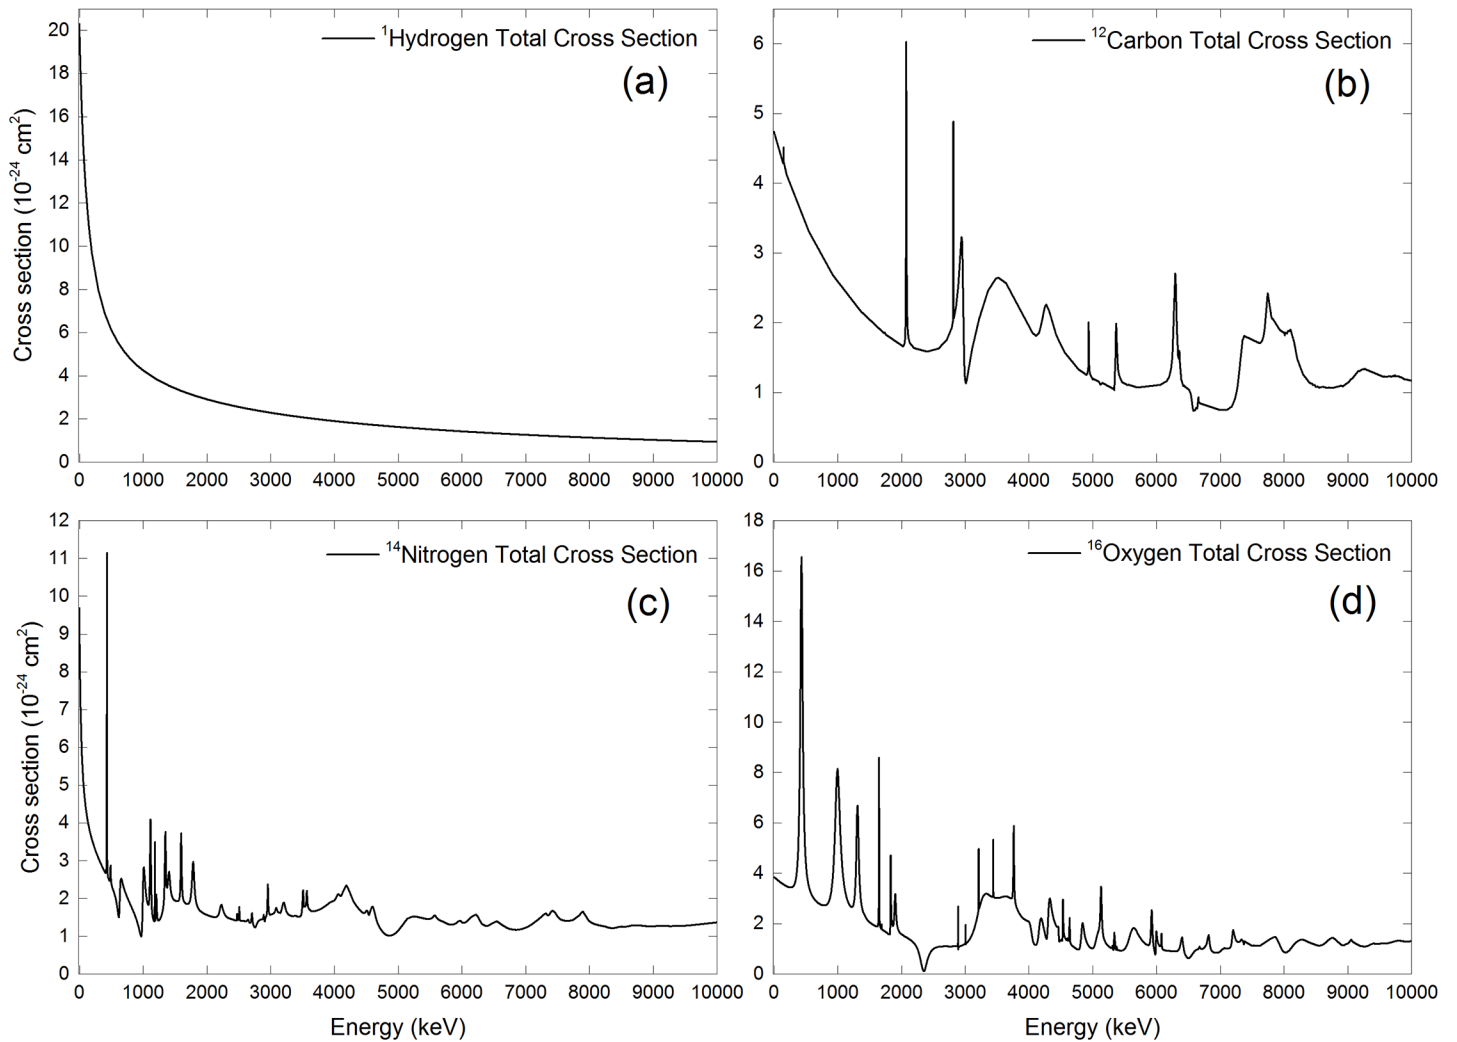 ¹Hydrogen Total Cross Section
(a)
Cross section (10⁻²⁴ cm²)
20
18
16
14
12
10
8
6
4
2
0
0 1000 2000 3000 4000 5000 6000 7000 8000 9000 10000
¹²Carbon Total Cross Section
(b)
6
5
4
3
2
1
0
0 1000 2000 3000 4000 5000 6000 7000 8000 9000 10000
¹⁴Nitrogen Total Cross Section
(c)
Cross section (10⁻²⁴ cm²)
12
11
10
9
8
7
6
5
4
3
2
1
0
0 1000 2000 3000 4000 5000 6000 7000 8000 9000 10000
Energy (keV)
¹⁶Oxygen Total Cross Section
(d)
18
16
14
12
10
8
6
4
2
0
0 1000 2000 3000 4000 5000 6000 7000 8000 9000 10000
Energy (keV)